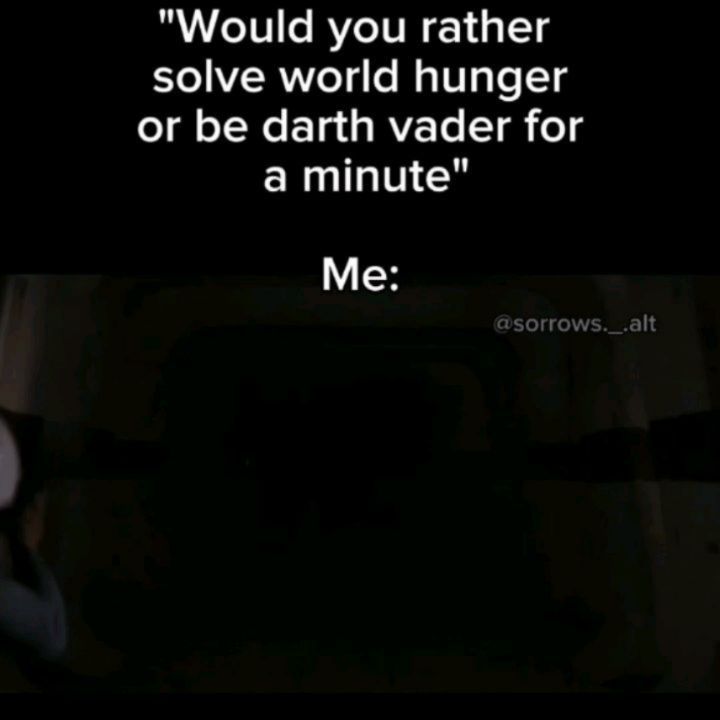 "Would you rather
solve world hunger
or be darth vader for
a minute"
Me:
@sorrows._.alt